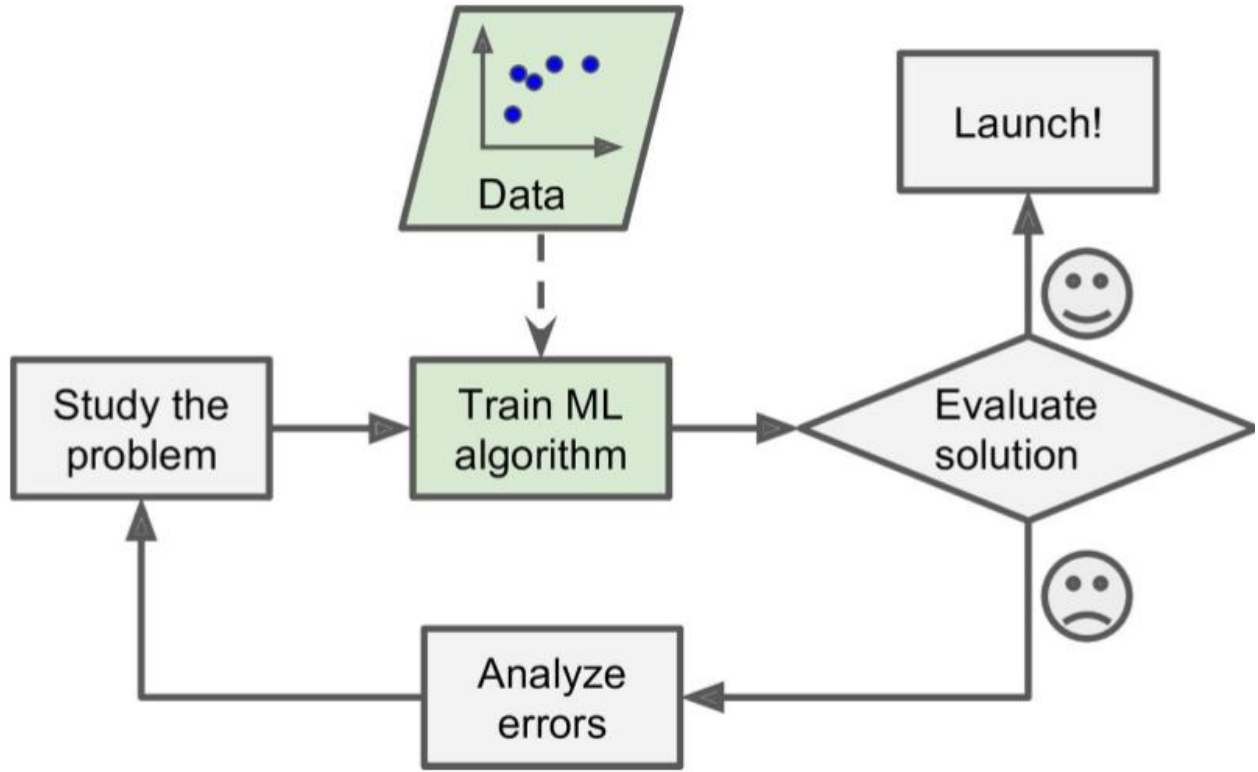 Data
Launch!
Study the
problem
Train ML
algorithm
Evaluate
solution
Analyze
errors